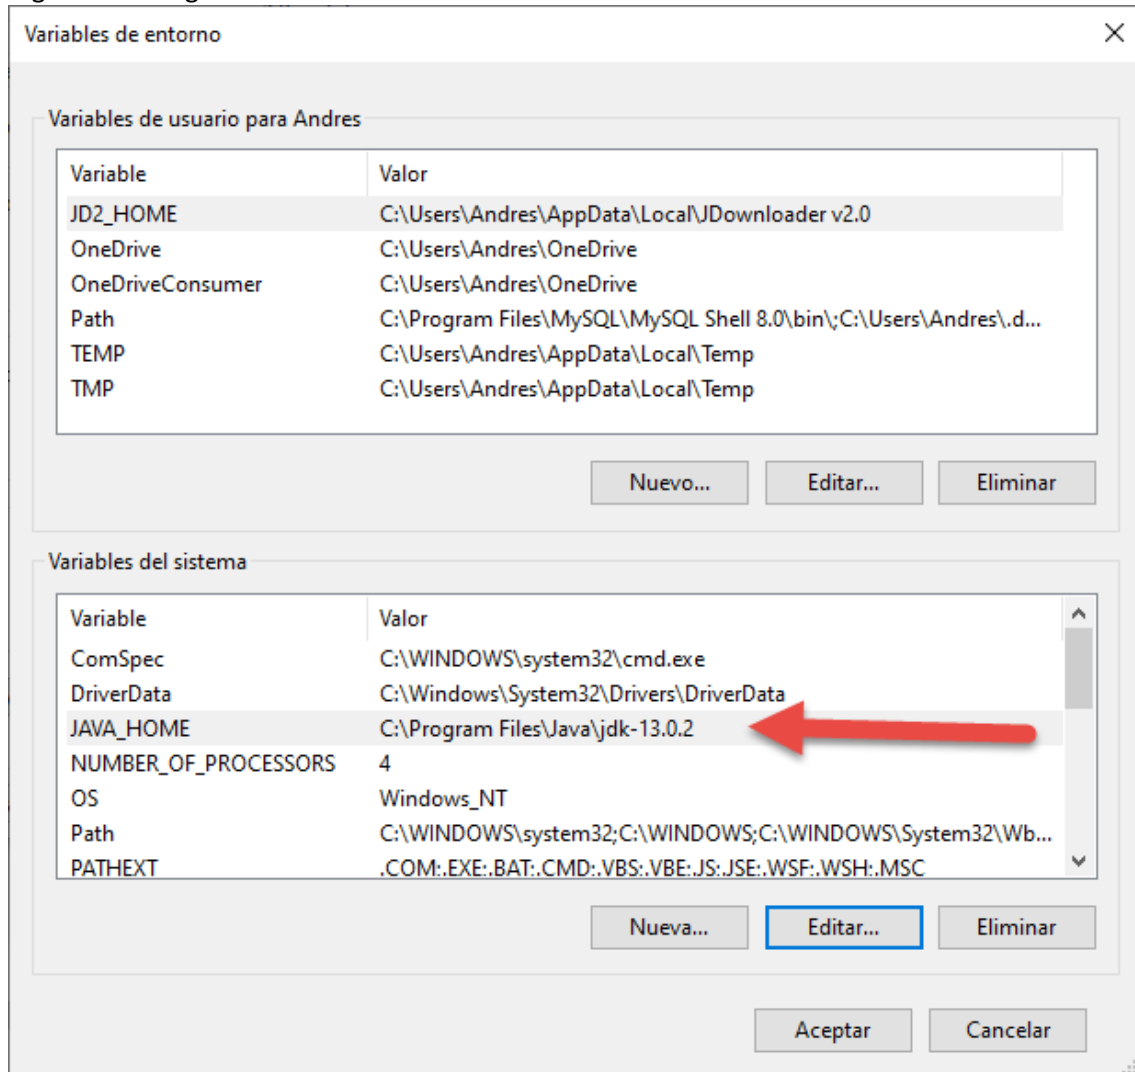 Variables de entorno
Variables de usuario para Andres
Variable Valor
JD2_HOME C:\Users\Andres\AppData\Local\JDownloader v2.0
OneDrive C:\Users\Andres\OneDrive
OneDriveConsumer C:\Users\Andres\OneDrive
Path C:\Program Files\MySQL\MySQL Shell 8.0\bin\;C:\Users\Andres\.d...
TEMP C:\Users\Andres\AppData\Local\Temp
TMP C:\Users\Andres\AppData\Local\Temp
Nuevo... Editar... Eliminar
Variables del sistema
Variable Valor
ComSpec C:\WINDOWS\system32\cmd.exe
DriverData C:\Windows\System32\Drivers\DriverData
JAVA_HOME C:\Program Files\Java\jdk-13.0.2
NUMBER_OF_PROCESSORS 4
OS Windows_NT
Path C:\WINDOWS\system32;C:\WINDOWS;C:\WINDOWS\System32\Wb...
PATHEXT .COM;.EXE;.BAT;.CMD;.VBS;.VBE;.JS;.JSE;.WSF;.WSH;.MSC
Nueva... Editar... Eliminar
Aceptar Cancelar